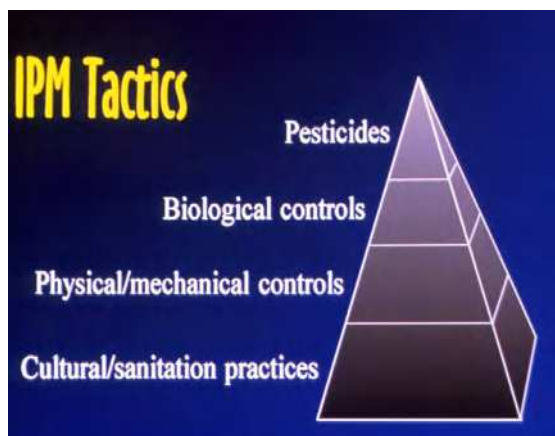 IPM Tactics
Pesticides
Biological controls
Physical/mechanical controls
Cultural/sanitation practices